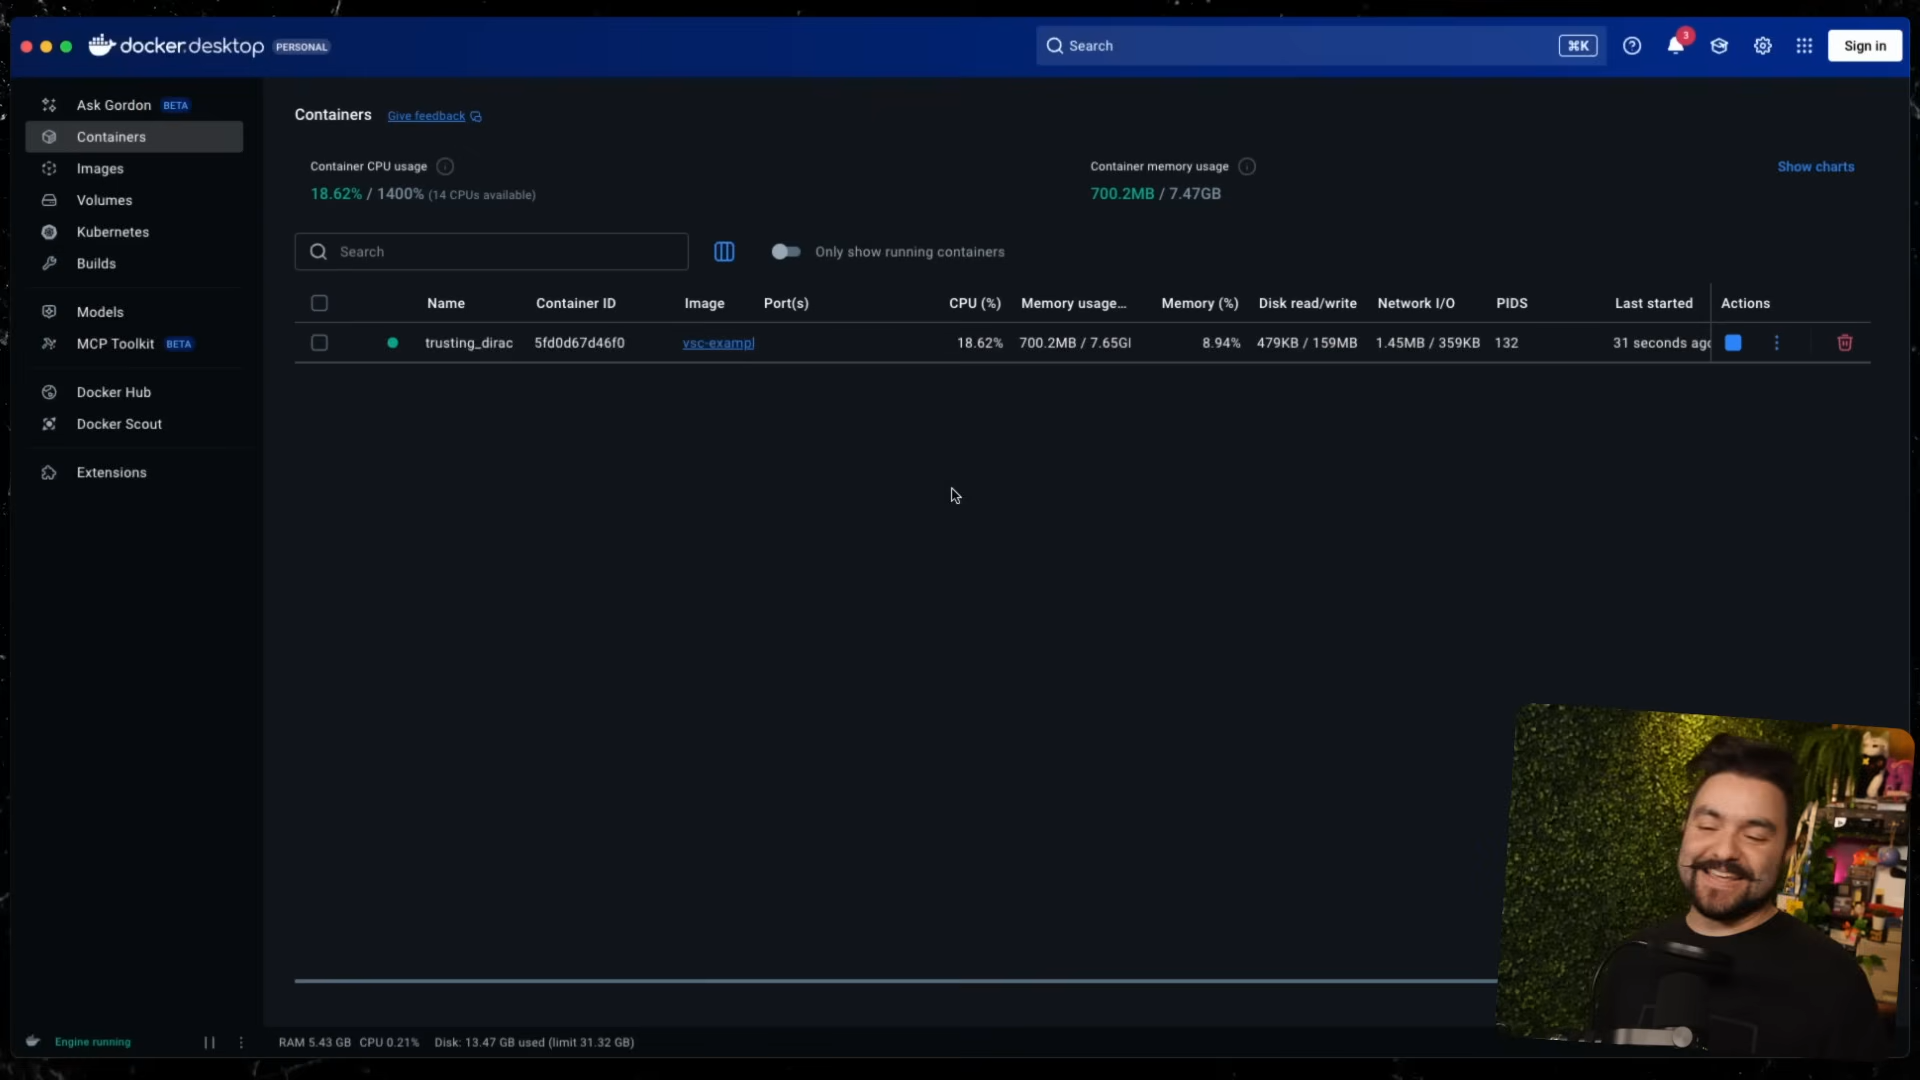 docker.desktop PERSONAL
Search
⌘K
3
Sign in
Ask Gordon BETA
Containers
Images
Volumes
Kubernetes
Builds
Models
MCP Toolkit BETA
Docker Hub
Docker Scout
Extensions
Containers Give feedback
Container CPU usage
18.62% / 1400% (14 CPUs available)
Container memory usage
700.2MB / 7.47GB
Show charts
Search
Only show running containers
Name Container ID Image Port(s) CPU (%) Memory usage... Memory (%) Disk read/write Network I/O PIDS Last started Actions
trusting_dirac 5fd0d67d46f0 vsc-exampl 18.62% 700.2MB / 7.65GI 8.94% 479KB / 159MB 1.45MB / 359KB 132 31 seconds ago
Engine running
RAM 5.43 GB CPU 0.21% Disk: 13.47 GB used (limit 31.32 GB)